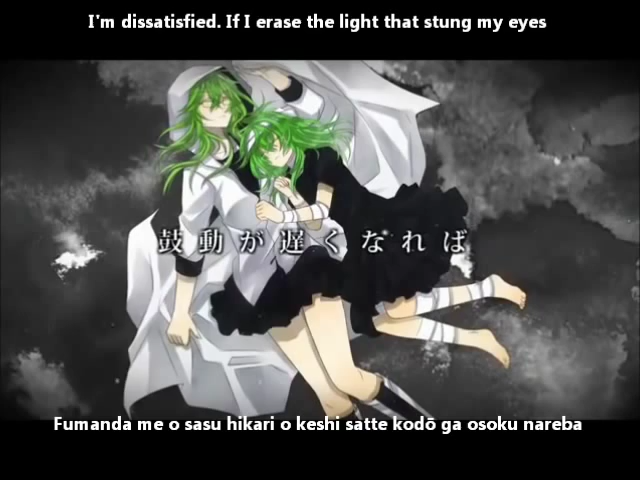 I'm dissatisfied. If I erase the light that stung my eyes
鼓動が遅くなれば
Fumanda me o sasu hikari o keshi satte kodō ga osoku nareba